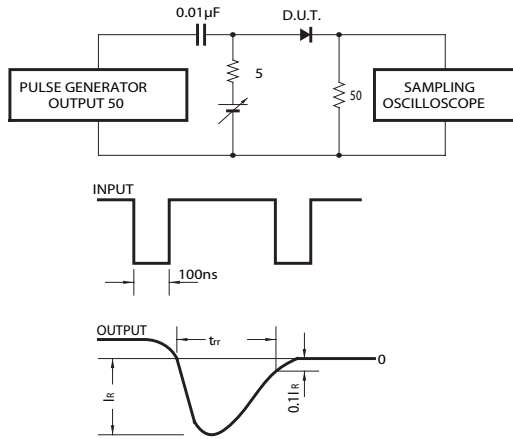 0.01μF
D.U.T.
PULSE GENERATOR
OUTPUT 50
5
50
SAMPLING
OSCILLOSCOPE
INPUT
100ns
OUTPUT
trr
0
IR
0.1IR